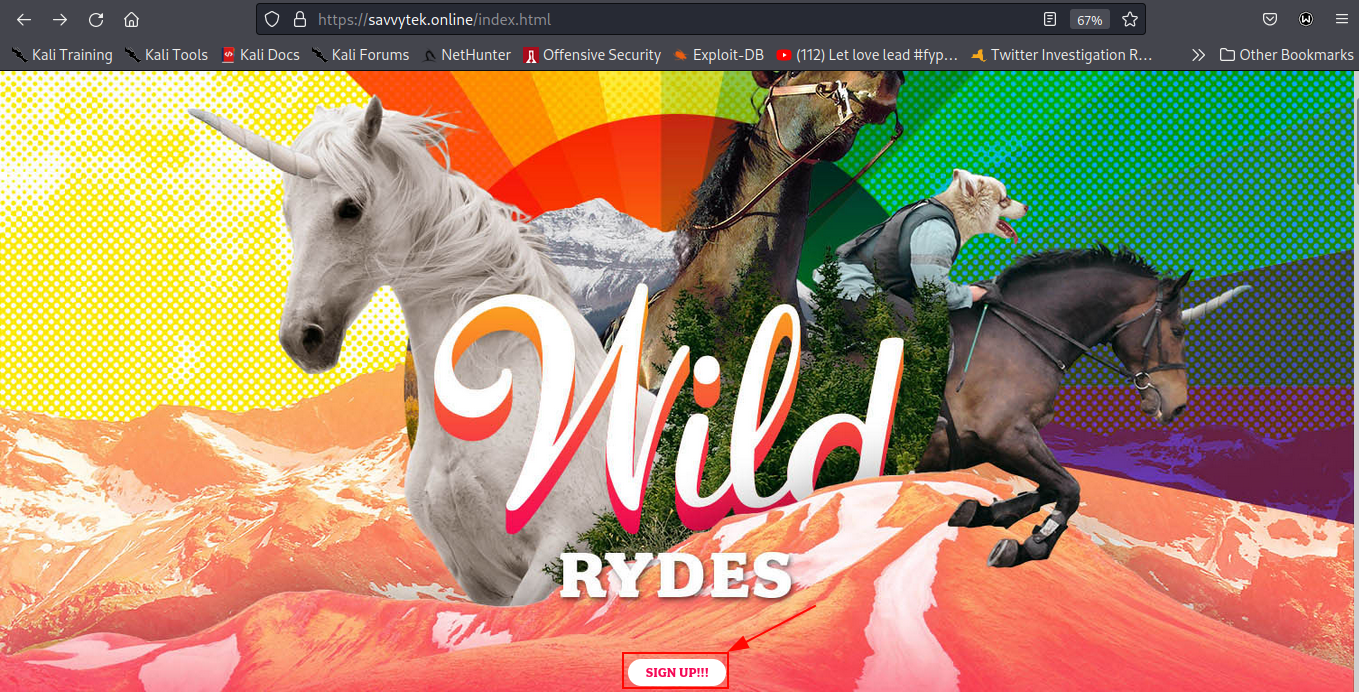 https://savvytek.online/index.html
67%
Kali Training Kali Tools Kali Docs Kali Forums NetHunter Offensive Security Exploit-DB (112) Let love lead #fyp… Twitter Investigation R… Other Bookmarks
Wild
RYDES
SIGN UP!!!